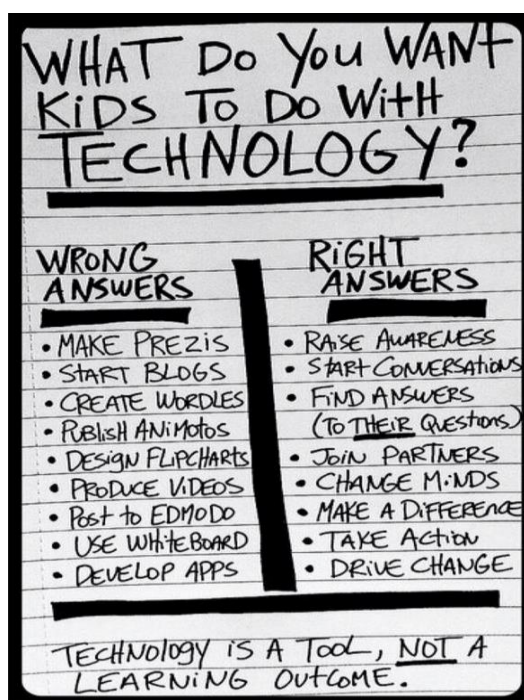 WHAT DO YOU WANT
KiDS TO DO WitH
TECHNOLOGY?
WRONG
ANSWERS
• MAKE PREZiS
• START BLOGS
• CREATE WORDLES
• PUBLiSH ANiMOTOS
• DESiGN FLiPCHARTS
• PRODUCE ViDEOS
• POST to EDMODO
• USE WHitEBOARD
• DEVELOP APPS
RiGHT
ANSWERS
• RAiSE AWARENESS
• StARt CONVERSAtiONS
• FiND ANSWERS
(TO THEiR QUEStiONS)
• JOiN PARTNERS
• CHANGE MiNDS
• MAKE A DiFFERENCE
• TAKE ACtiON
• DRiVE CHANGE
TECHNOlOGY iS A TOOL, NOT A
LEARNiNG OUtCOME.